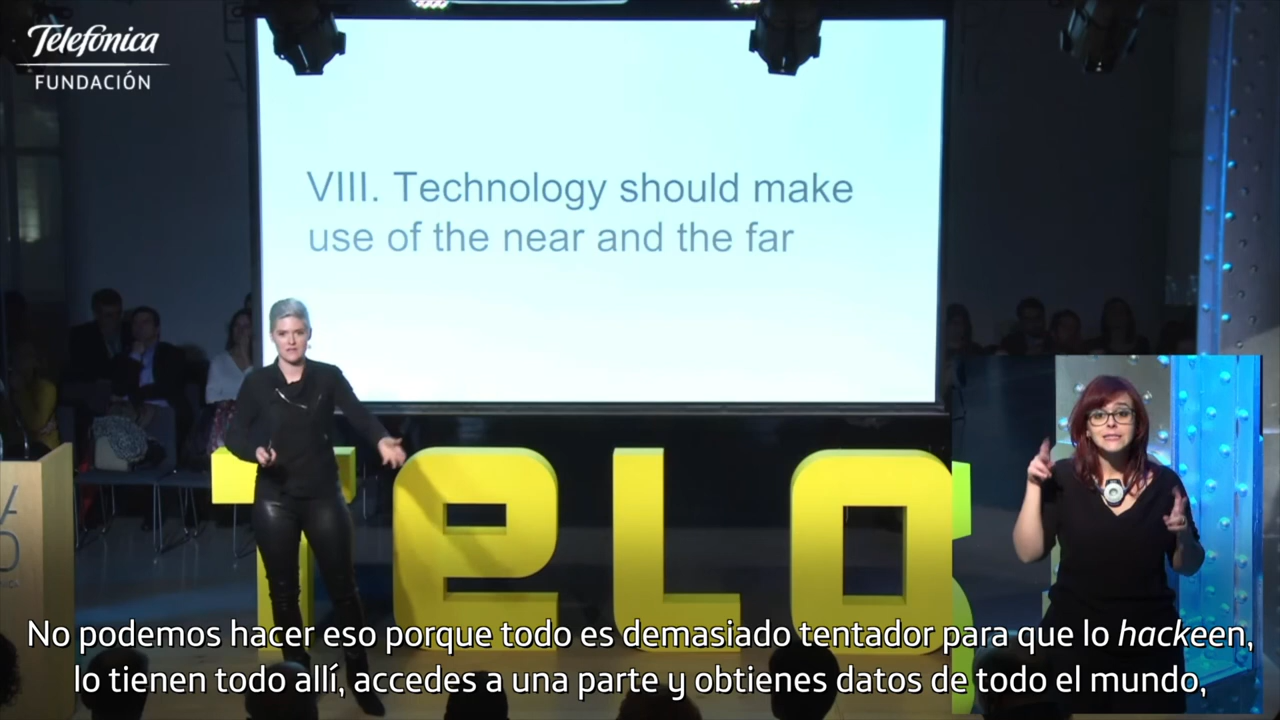 Telefónica
FUNDACIÓN
VIII. Technology should make
use of the near and the far
Telos
No podemos hacer eso porque todo es demasiado tentador para que lo hackeen,
lo tienen todo allí, accedes a una parte y obtienes datos de todo el mundo,